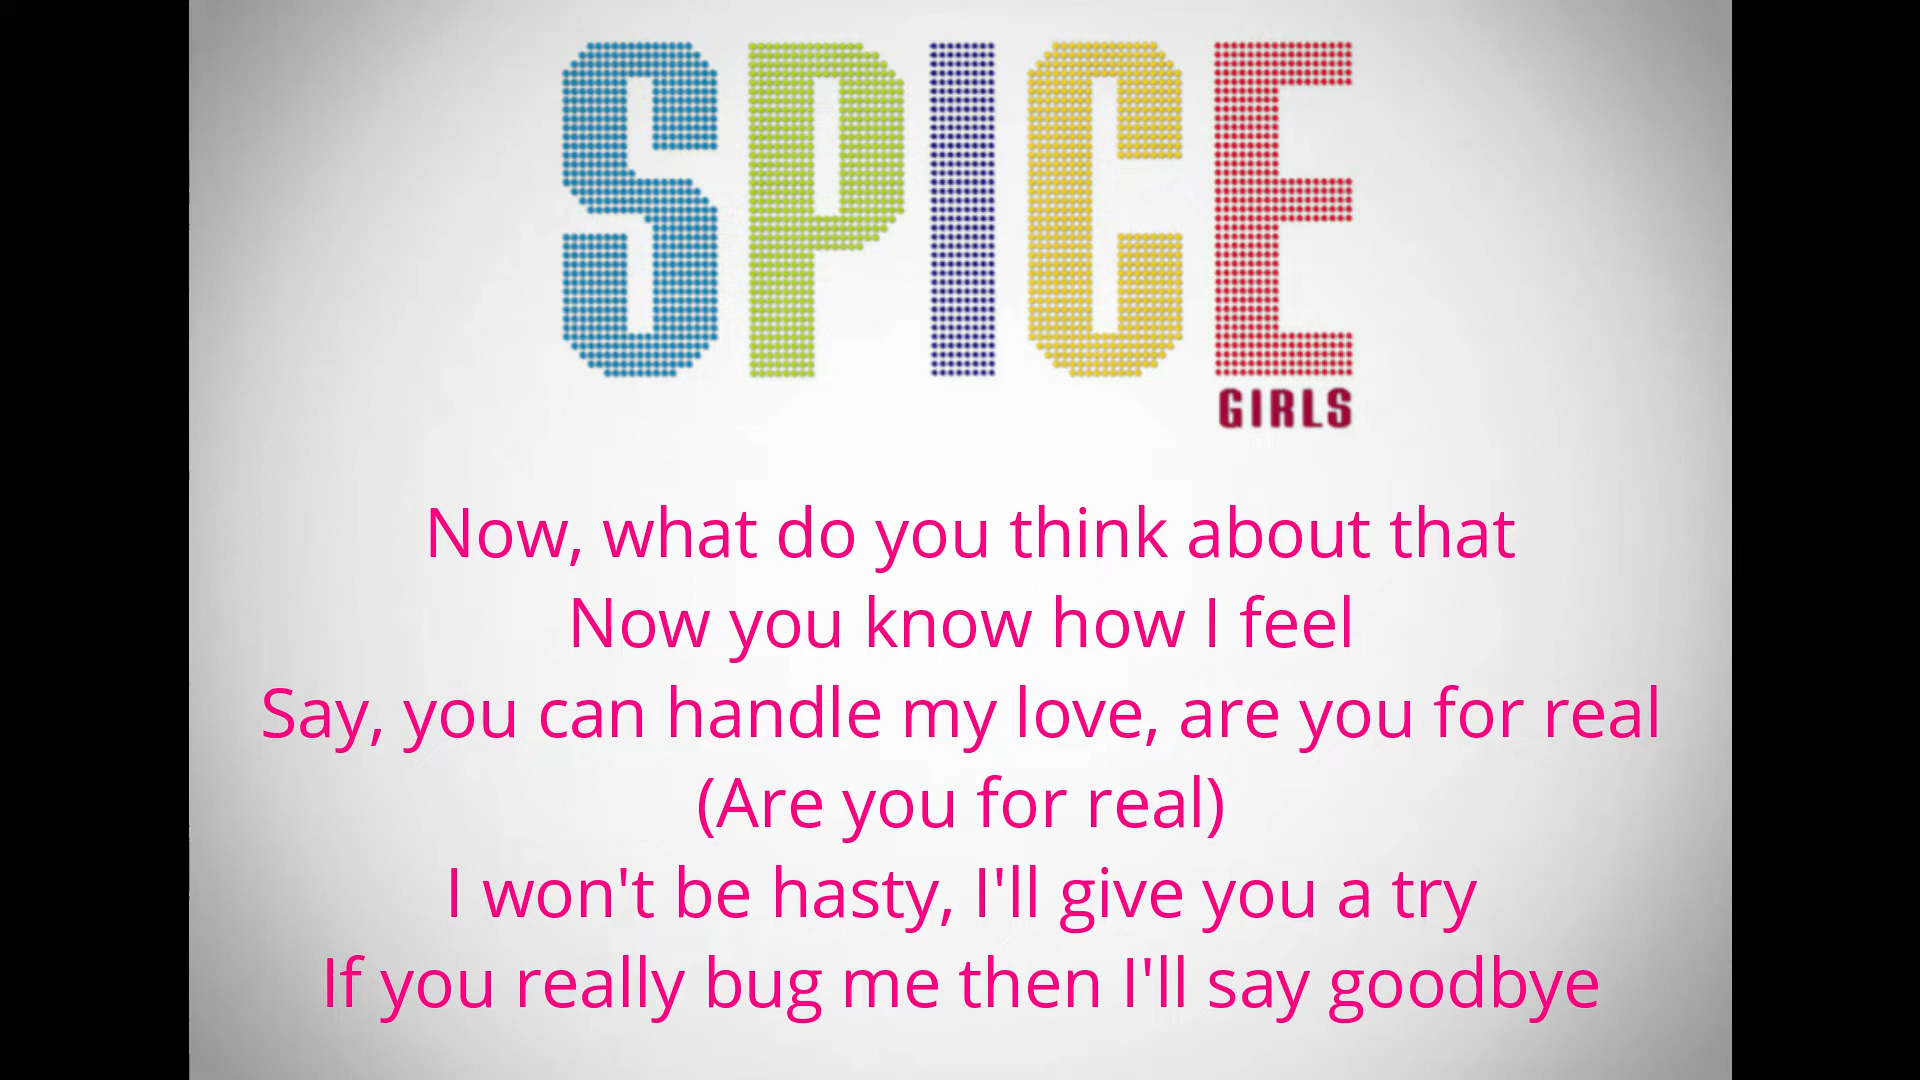 SPICE
GIRLS
Now, what do you think about that
Now you know how I feel
Say, you can handle my love, are you for real
(Are you for real)
I won't be hasty, I'll give you a try
If you really bug me then I'll say goodbye